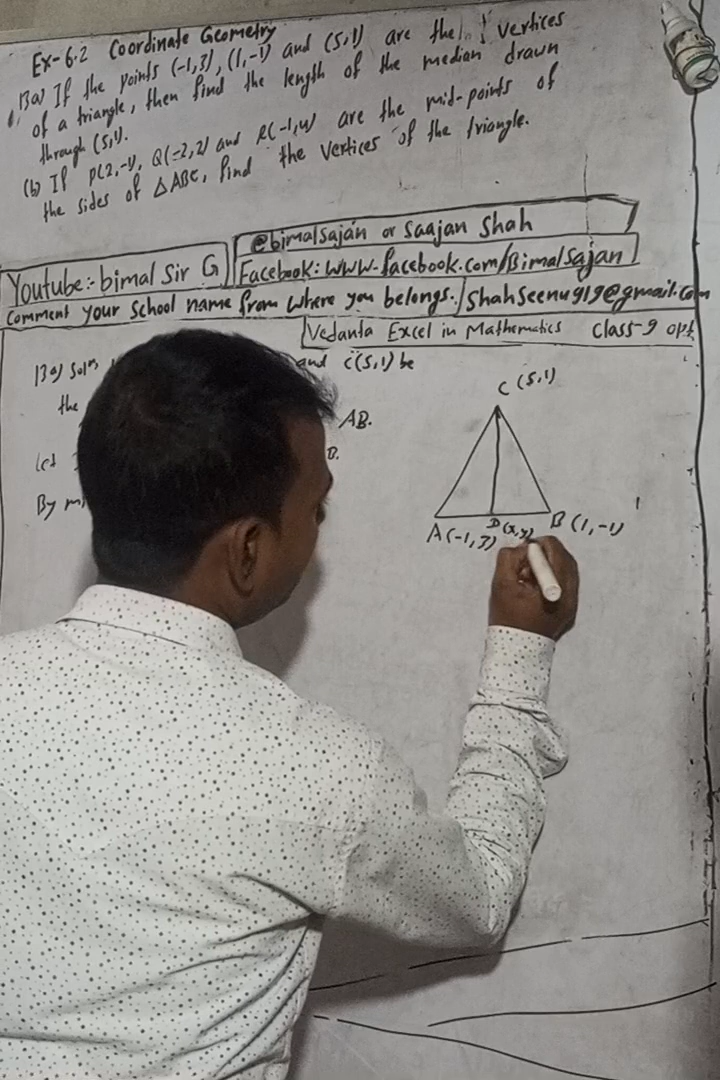 Ex-6.2 Coordinate Geometry
13a) If the points (-1,3), (1,-1) and (5,1) are the vertices
of a triangle, then find the length of the median drawn
through (5,1).
(b) If P(2,-1), Q(-2,2) and R(-1,4) are the mid-points of
the sides of △ABC, find the vertices of the triangle.
@bimalsajan or Saajan Shah
Youtube:- bimal Sir G
Facebook: www.facebook.com/Bimalsajan
Comment your School name from where you belongs./Shahseenu919@gmail.com
Vedanta Excel in Mathematics Class-9 opt
13a) Solⁿ, and C(5,1) be
the AB.
let B.
By
C (5,1)
D(x,y)
B (1,-1)
A(-1,3)